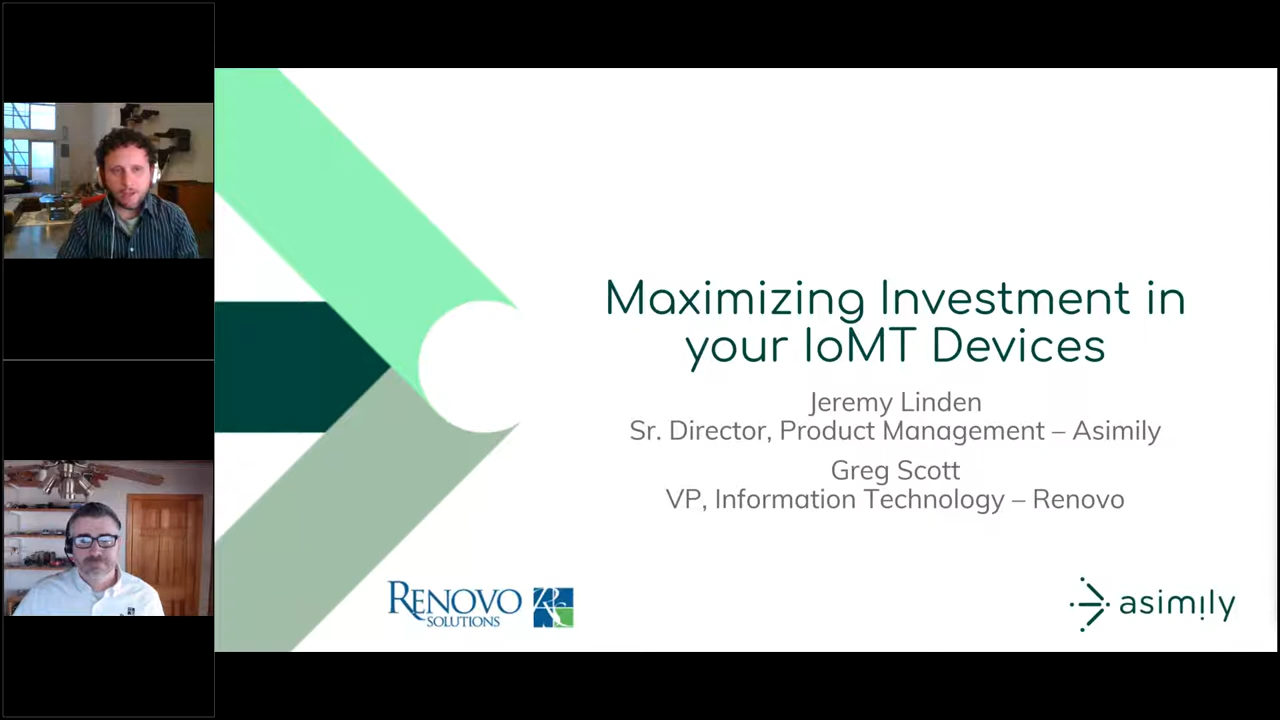 Maximizing Investment in
your IoMT Devices
Jeremy Linden
Sr. Director, Product Management – Asimily
Greg Scott
VP, Information Technology – Renovo
RENOVO
SOLUTIONS
asimily